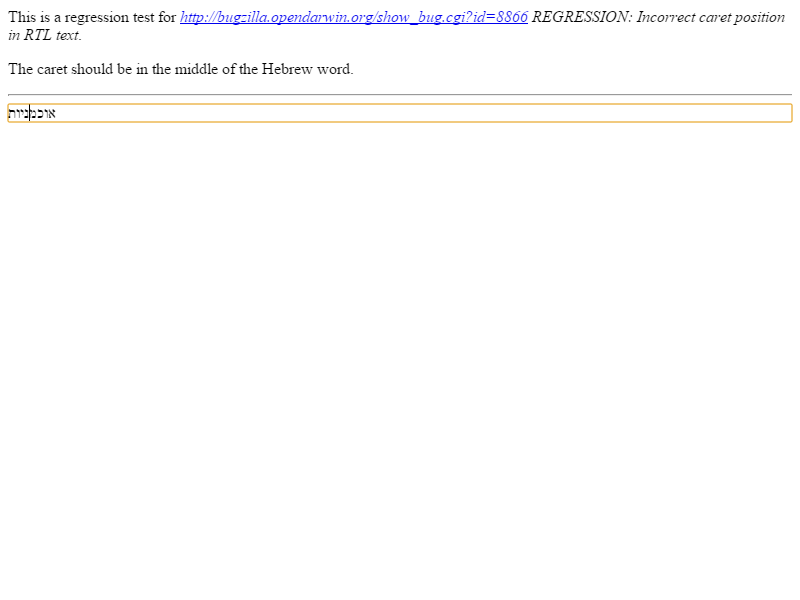 This is a regression test for http://bugzilla.opendarwin.org/show_bug.cgi?id=8866 REGRESSION: Incorrect caret position
in RTL text.
The caret should be in the middle of the Hebrew word.
אוכמניות